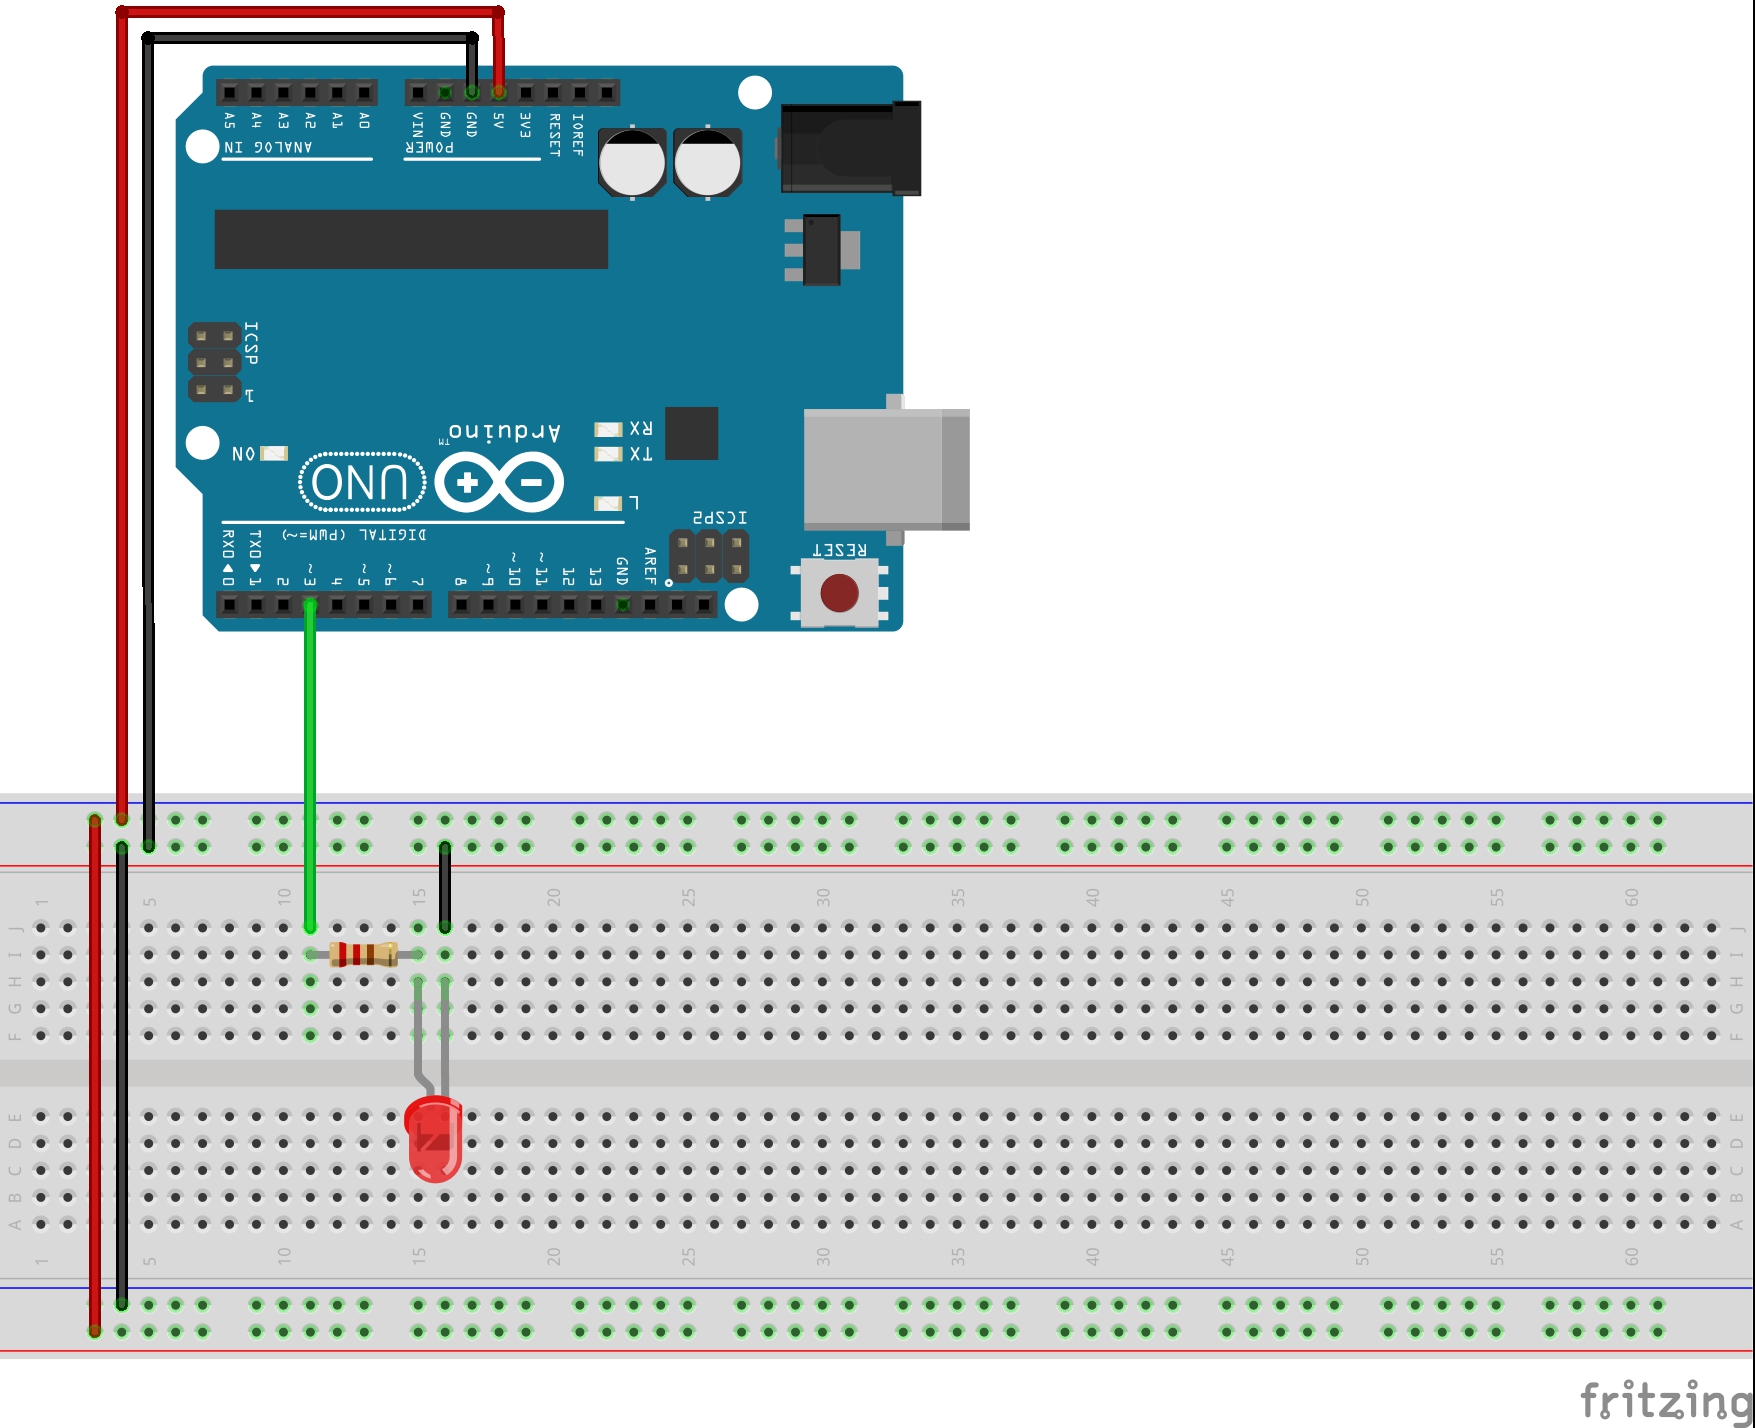 A5 A4 A3 A2 A1 A0 VIN GND GND 5V 3V3 RESET IOREF
ANALOG IN POWER
ICSP
1
Arduino™
RX
ON
TX
UNO
L
ICSP2
DIGITAL (PWM=~)
RESET
RX0◀0 TX0▶1 2 ~3 4 ~5 ~6 7 8 ~9 ~10 ~11 12 13 GND AREF
1 5 10 15 20 25 30 35 40 45 50 55 60
J J
I I
H H
G G
F F
E E
D D
C C
B B
A A
1 5 10 15 20 25 30 35 40 45 50 55 60
fritzing